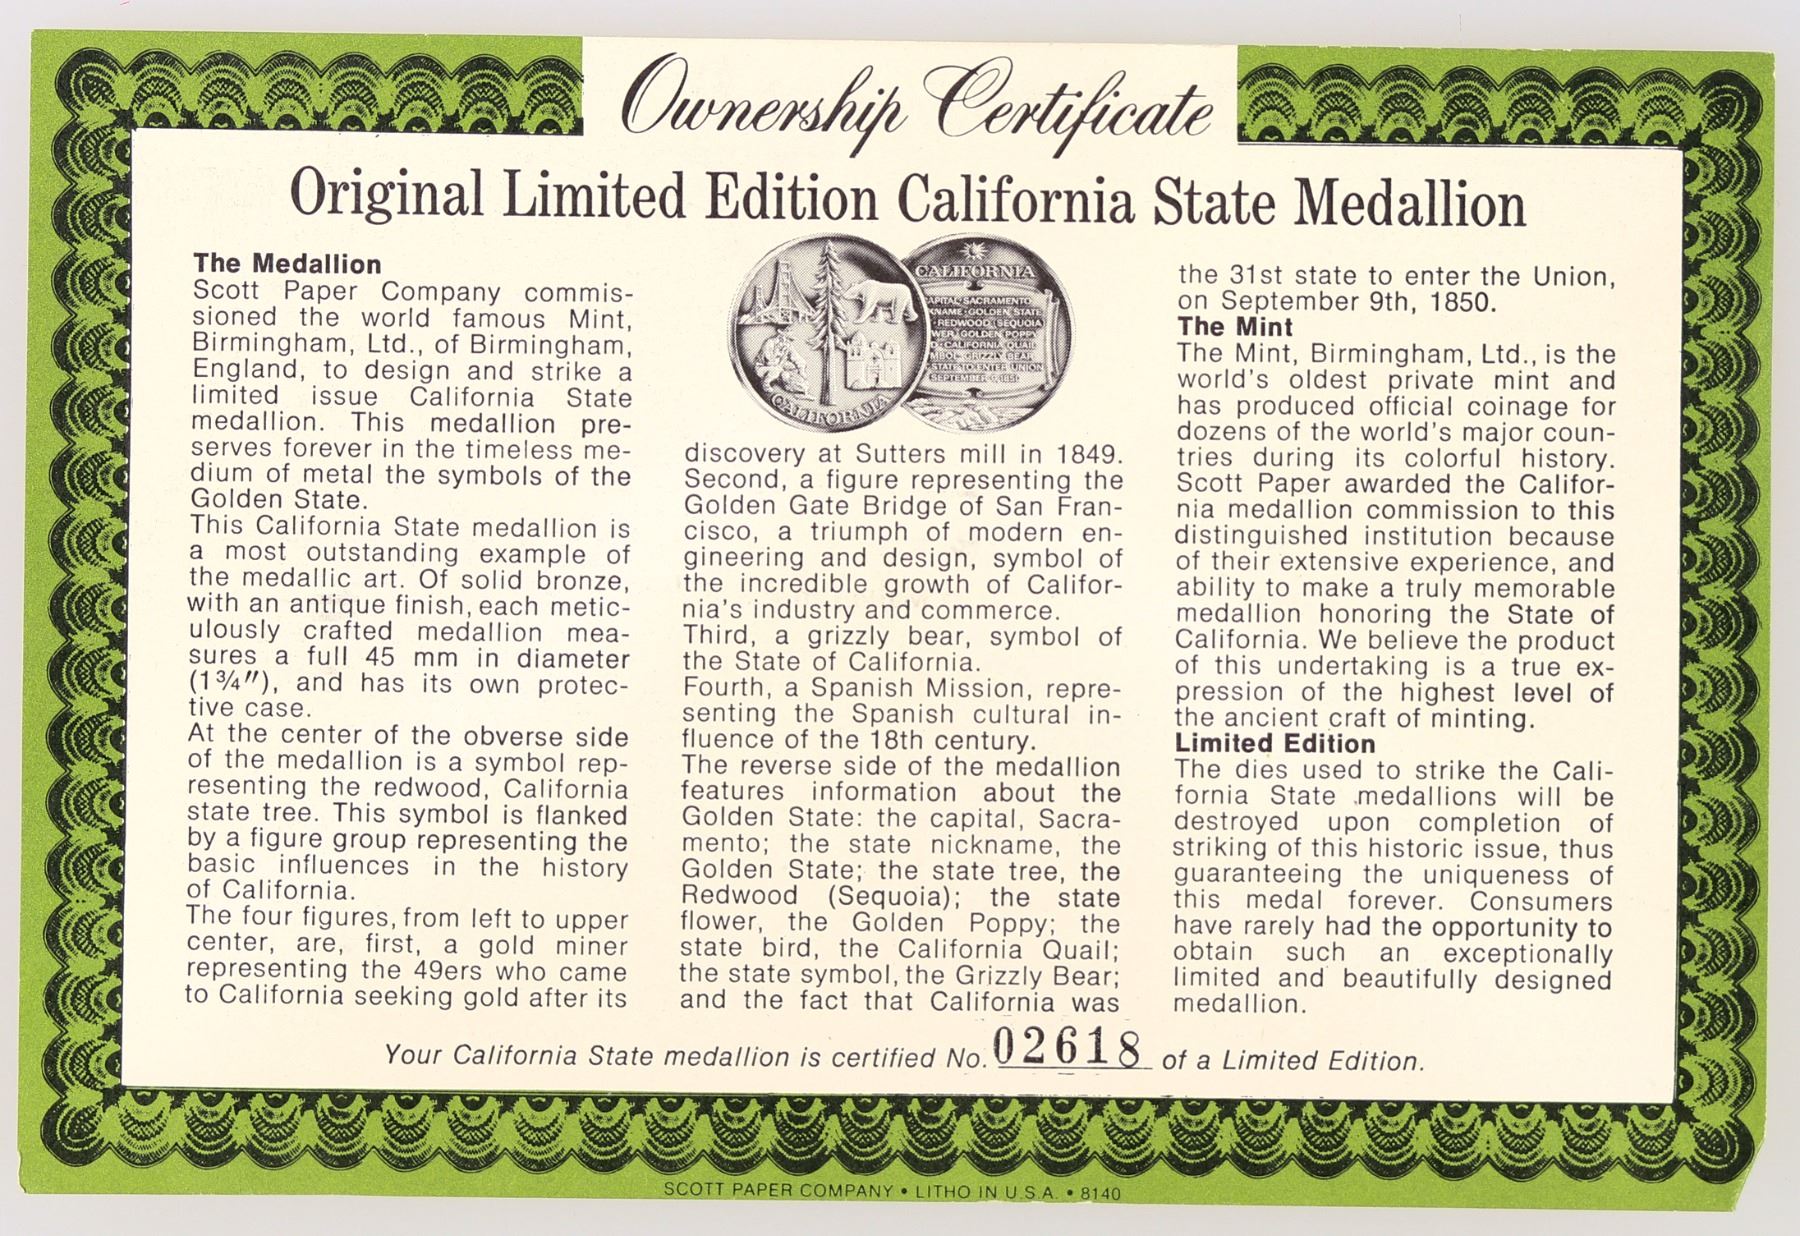 Ownership Certificate
Original Limited Edition California State Medallion
The Medallion
Scott Paper Company commis-
sioned the world famous Mint,
Birmingham, Ltd., of Birmingham,
England, to design and strike a
limited issue California State
medallion. This medallion pre-
serves forever in the timeless me-
dium of metal the symbols of the
Golden State.
This California State medallion is
a most outstanding example of
the medallic art. Of solid bronze,
with an antique finish, each metic-
ulously crafted medallion mea-
sures a full 45 mm in diameter
(1¾"), and has its own protec-
tive case.
At the center of the obverse side
of the medallion is a symbol rep-
resenting the redwood, California
state tree. This symbol is flanked
by a figure group representing the
basic influences in the history
of California.
The four figures, from left to upper
center, are, first, a gold miner
representing the 49ers who came
to California seeking gold after its
CALIFORNIA
CALIFORNIA
CAPITAL SACRAMENTO
GOLDEN STATE
REDWOOD (SEQUOIA
GOLDEN POPPY
CALIFORNIA QUAIL
GRIZZLY BEAR
STATE TO ENTER UNION
SEPTEMBER
discovery at Sutters mill in 1849.
Second, a figure representing the
Golden Gate Bridge of San Fran-
cisco, a triumph of modern en-
gineering and design, symbol of
the incredible growth of Califor-
nia's industry and commerce.
Third, a grizzly bear, symbol of
the State of California.
Fourth, a Spanish Mission, repre-
senting the Spanish cultural in-
fluence of the 18th century.
The reverse side of the medallion
features information about the
Golden State: the capital, Sacra-
mento; the state nickname, the
Golden State; the state tree, the
Redwood (Sequoia); the state
flower, the Golden Poppy; the
state bird, the California Quail;
the state symbol, the Grizzly Bear;
and the fact that California was
the 31st state to enter the Union,
on September 9th, 1850.
The Mint
The Mint, Birmingham, Ltd., is the
world's oldest private mint and
has produced official coinage for
dozens of the world's major coun-
tries during its colorful history.
Scott Paper awarded the Califor-
nia medallion commission to this
distinguished institution because
of their extensive experience, and
ability to make a truly memorable
medallion honoring the State of
California. We believe the product
of this undertaking is a true ex-
pression of the highest level of
the ancient craft of minting.
Limited Edition
The dies used to strike the Cali-
fornia State medallions will be
destroyed upon completion of
striking of this historic issue, thus
guaranteeing the uniqueness of
this medal forever. Consumers
have rarely had the opportunity to
obtain such an exceptionally
limited and beautifully designed
medallion.
Your California State medallion is certified No. 02618 of a Limited Edition.
SCOTT PAPER COMPANY • LITHO IN U.S.A. • 8140